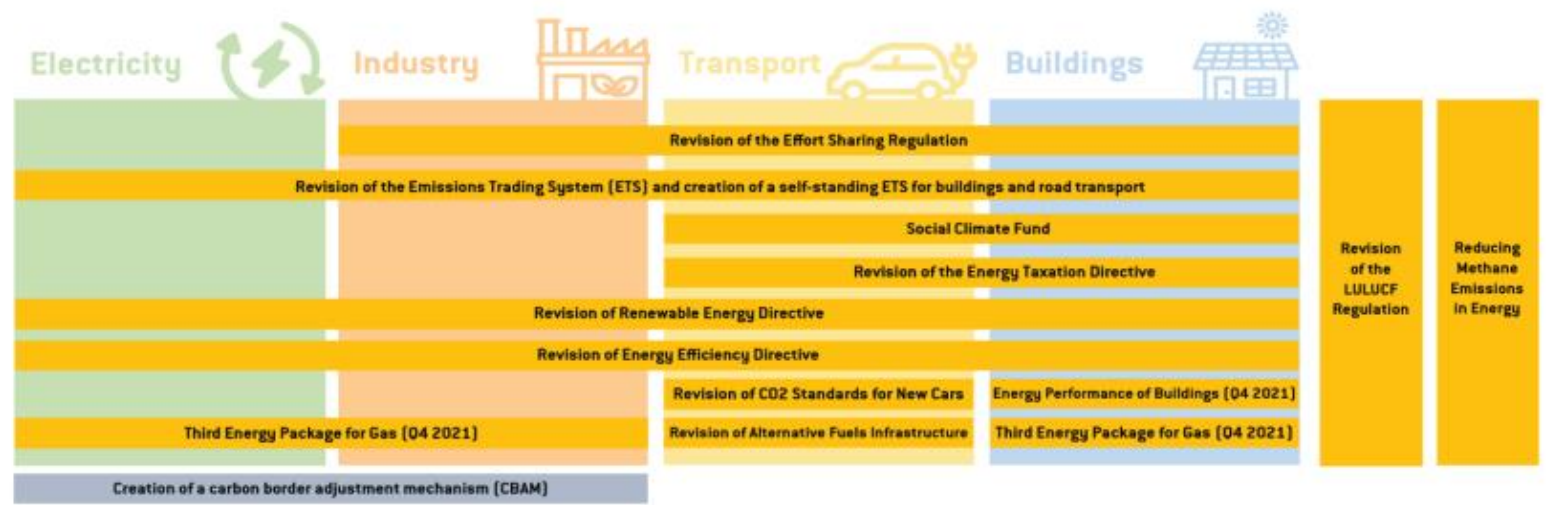 Electricity
Industry
Transport
Buildings
Revision of the Effort Sharing Regulation
Revision of the Emissions Trading System (ETS) and creation of a self-standing ETS for buildings and road transport
Social Climate Fund
Revision of the Energy Taxation Directive
Revision of Renewable Energy Directive
Revision of Energy Efficiency Directive
Revision of CO2 Standards for New Cars
Energy Performance of Buildings (Q4 2021)
Third Energy Package for Gas (Q4 2021)
Revision of Alternative Fuels Infrastructure
Third Energy Package for Gas (Q4 2021)
Creation of a carbon border adjustment mechanism (CBAM)
Revision
of the
LULUCF
Regulation
Reducing
Methane
Emissions
in Energy